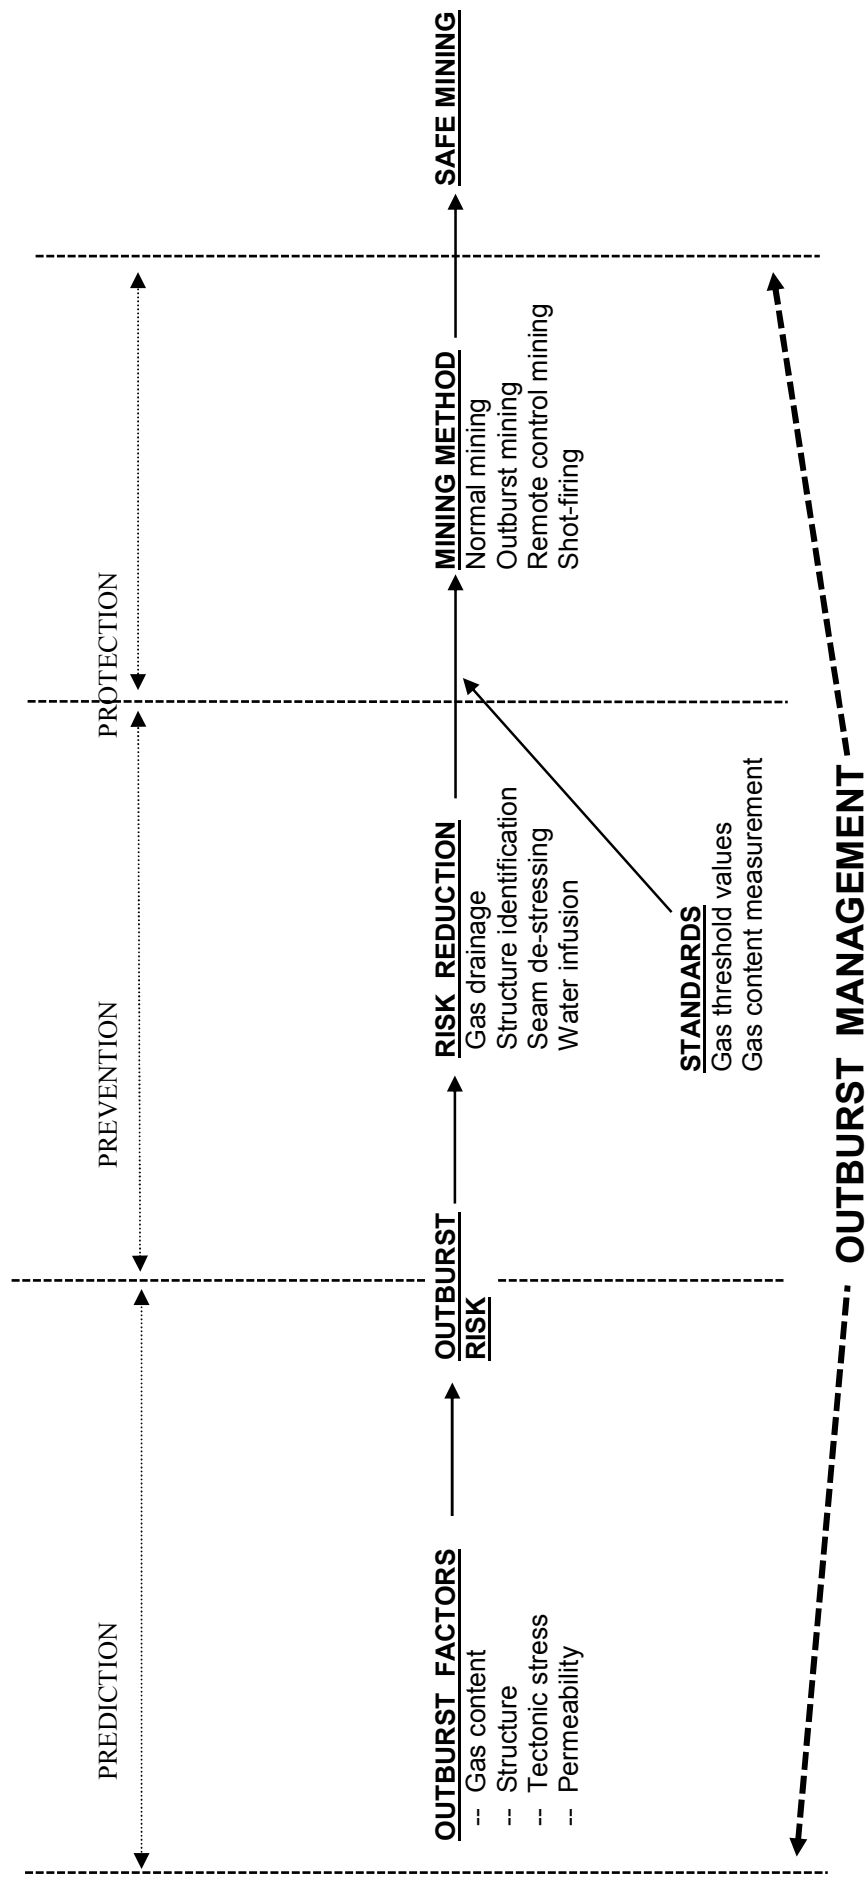 PREDICTION
PREVENTION
PROTECTION
OUTBURST FACTORS
-- Gas content
-- Structure
-- Tectonic stress
-- Permeability
OUTBURST
RISK
RISK REDUCTION
Gas drainage
Structure identification
Seam de-stressing
Water infusion
STANDARDS
Gas threshold values
Gas content measurement
MINING METHOD
Normal mining
Outburst mining
Remote control mining
Shot-firing
SAFE MINING
OUTBURST MANAGEMENT